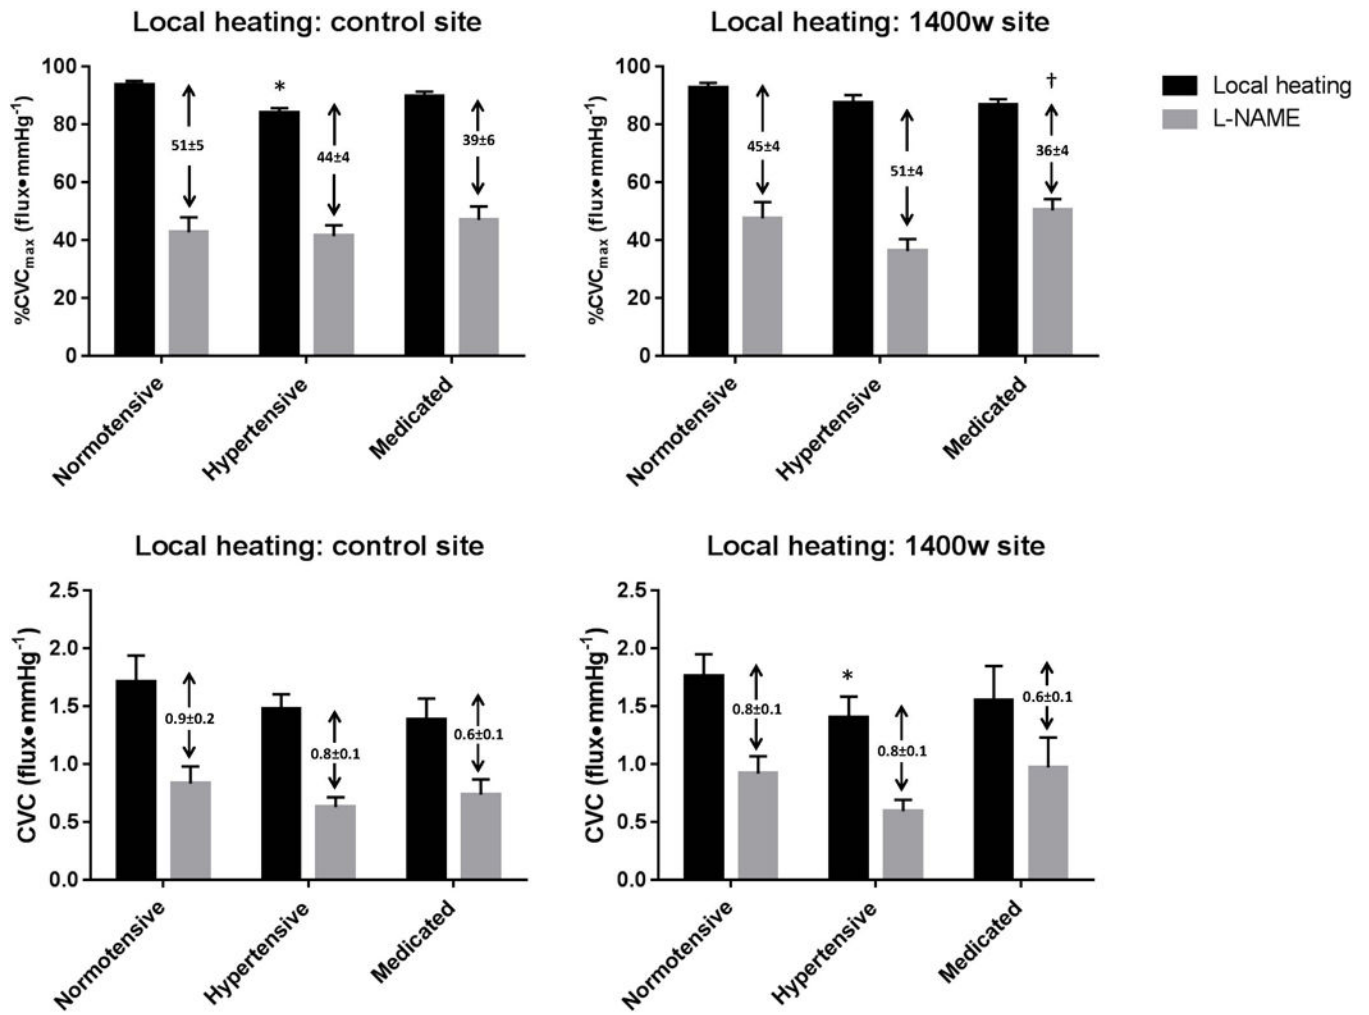 Local heating: control site
Local heating: 1400w site
Local heating
L-NAME
%CVCmax (flux•mmHg-1)
100
80
60
40
20
0
*
51±5
44±4
39±6
Normotensive
Hypertensive
Medicated
%CVCmax (flux•mmHg-1)
100
80
60
40
20
0
†
45±4
51±4
36±4
Normotensive
Hypertensive
Medicated
Local heating: control site
Local heating: 1400w site
CVC (flux•mmHg-1)
2.5
2.0
1.5
1.0
0.5
0.0
0.9±0.2
0.8±0.1
0.6±0.1
Normotensive
Hypertensive
Medicated
CVC (flux•mmHg-1)
2.5
2.0
1.5
1.0
0.5
0.0
*
0.8±0.1
0.8±0.1
0.6±0.1
Normotensive
Hypertensive
Medicated